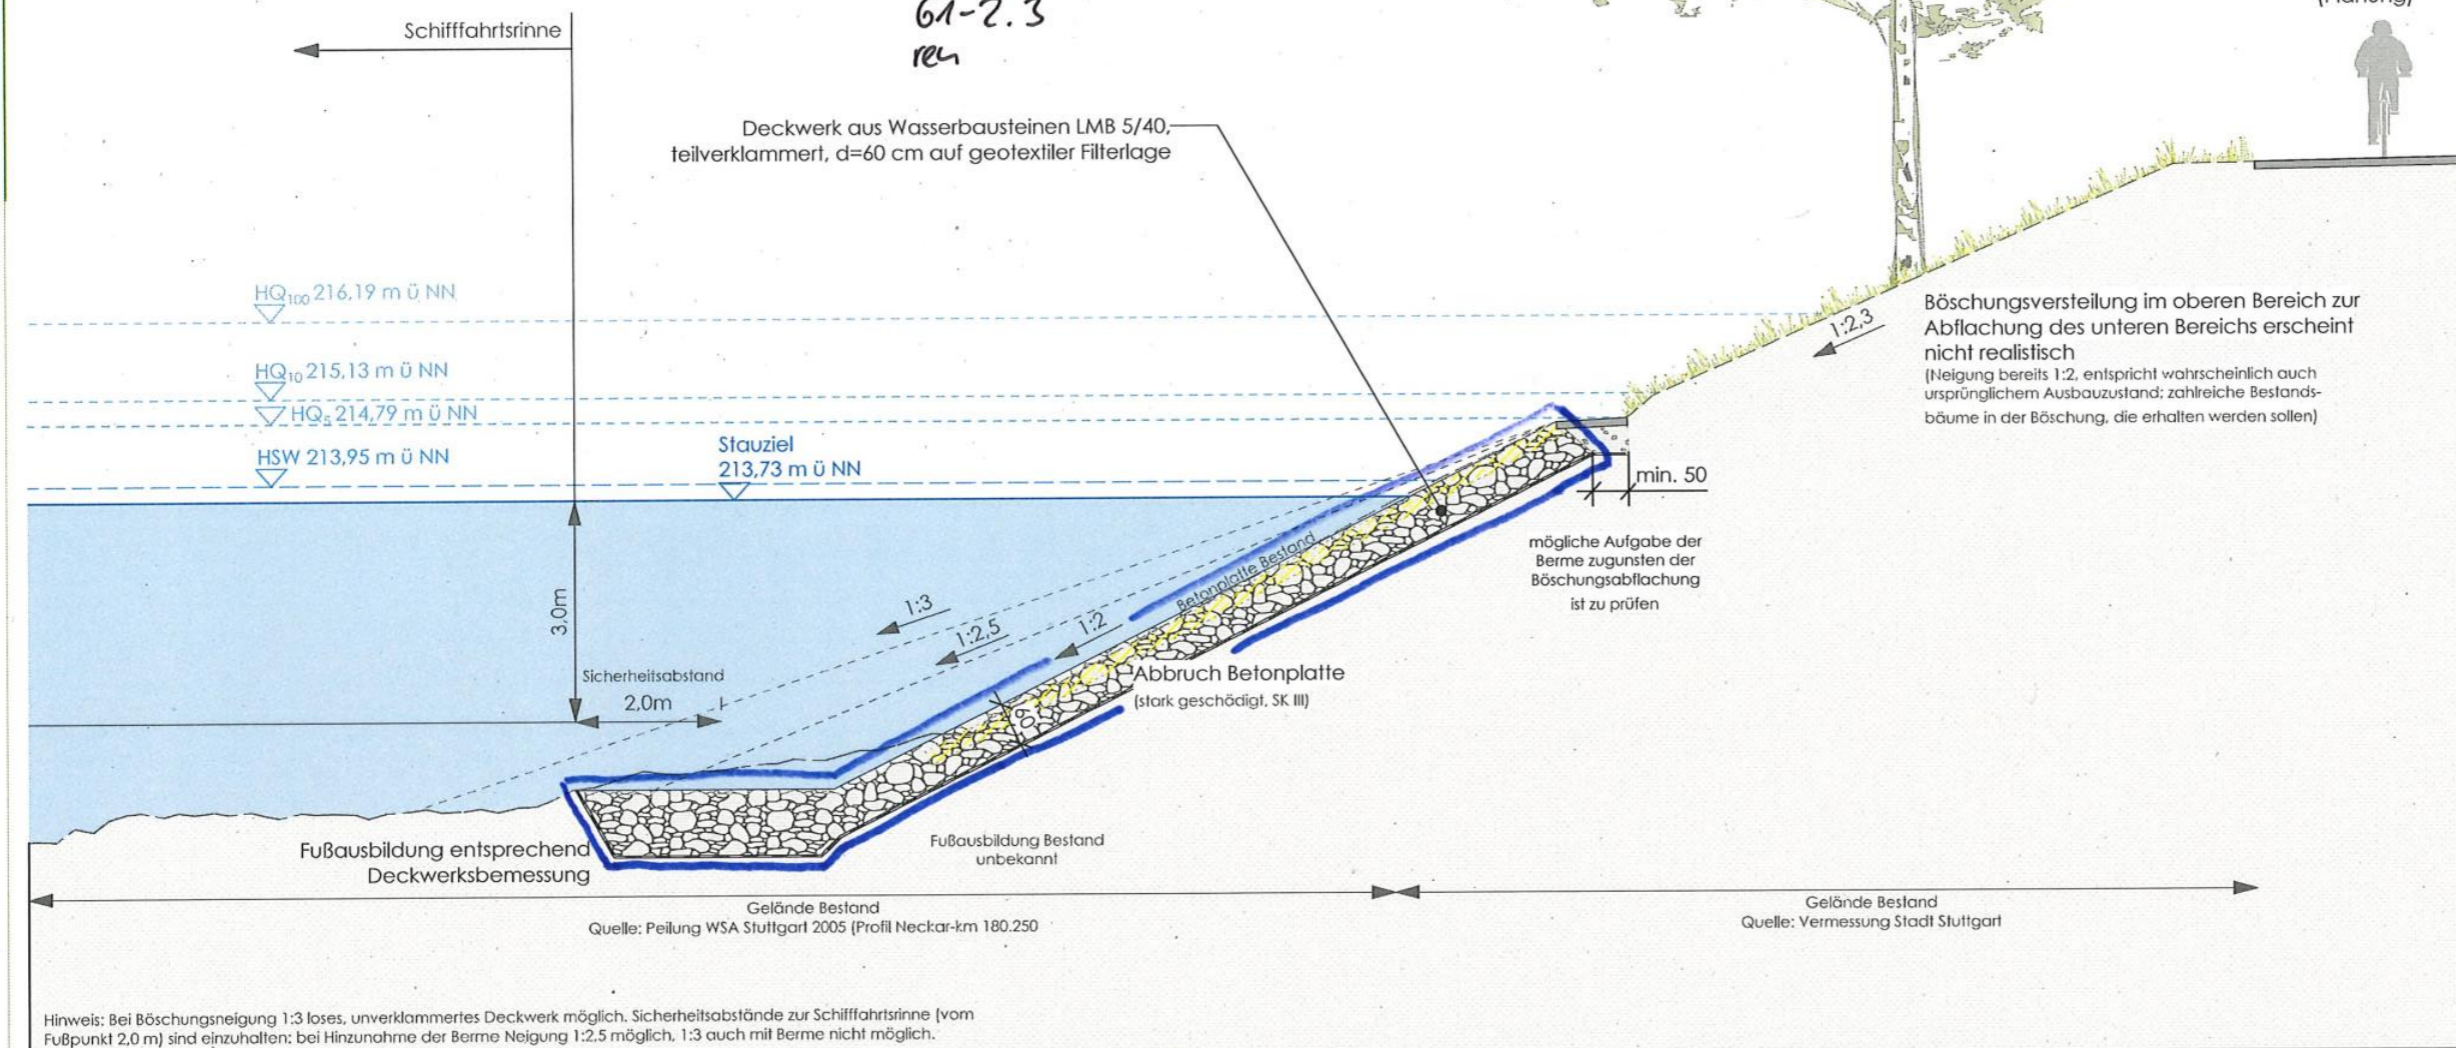 61-2.3
ren
Schifffahrtsrinne
Deckwerk aus Wasserbausteinen LMB 5/40,
teilverklammert, d=60 cm auf geotextiler Filterlage
HQ100 216,19 m ü NN
HQ10 215,13 m ü NN
HQ5 214,79 m ü NN
HSW 213,95 m ü NN
Stauziel
213,73 m ü NN
1:2,3
Böschungsversteilung im oberen Bereich zur
Abflachung des unteren Bereichs erscheint
nicht realistisch
(Neigung bereits 1:2, entspricht wahrscheinlich auch
ursprünglichem Ausbauzustand; zahlreiche Bestands-
bäume in der Böschung, die erhalten werden sollen)
min. 50
mögliche Aufgabe der
Berme zugunsten der
Böschungsabflachung
ist zu prüfen
Betonplatte Bestand
1:3
1:2,5
1:2
3,0m
Sicherheitsabstand
2,0m
60
Abbruch Betonplatte
(stark geschädigt, SK III)
Fußausbildung entsprechend
Deckwerksbemessung
Fußausbildung Bestand
unbekannt
Gelände Bestand
Quelle: Peilung WSA Stuttgart 2005 (Profil Neckar-km 180.250
Gelände Bestand
Quelle: Vermessung Stadt Stuttgart
Hinweis: Bei Böschungsneigung 1:3 loses, unverklammertes Deckwerk möglich. Sicherheitsabstände zur Schifffahrtsrinne (vom
Fußpunkt 2,0 m) sind einzuhalten: bei Hinzunahme der Berme Neigung 1:2,5 möglich, 1:3 auch mit Berme nicht möglich.